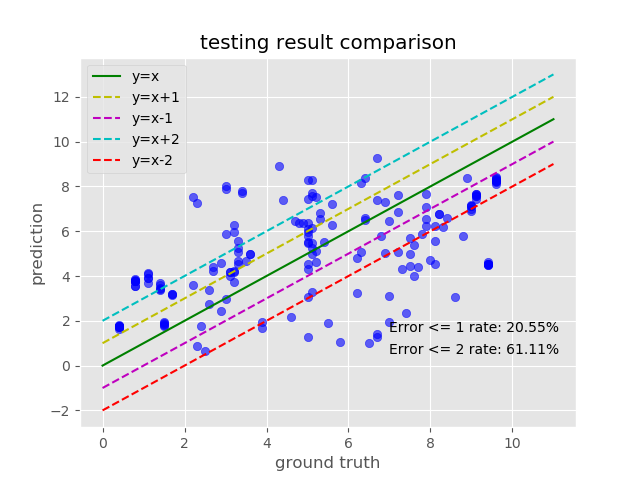 testing result comparison
y=x
y=x+1
y=x-1
y=x+2
y=x-2
12
10
8
6
4
2
0
−2
prediction
Error <= 1 rate: 20.55%
Error <= 2 rate: 61.11%
0 2 4 6 8 10
ground truth